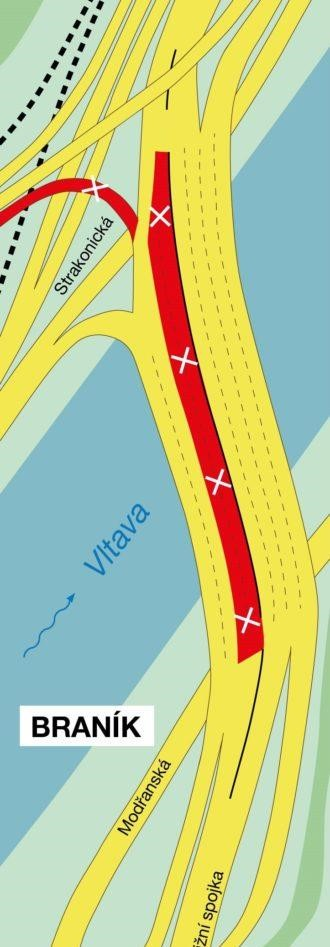 Strakonická
Vltava
BRANÍK
Modřanská
žní spojka